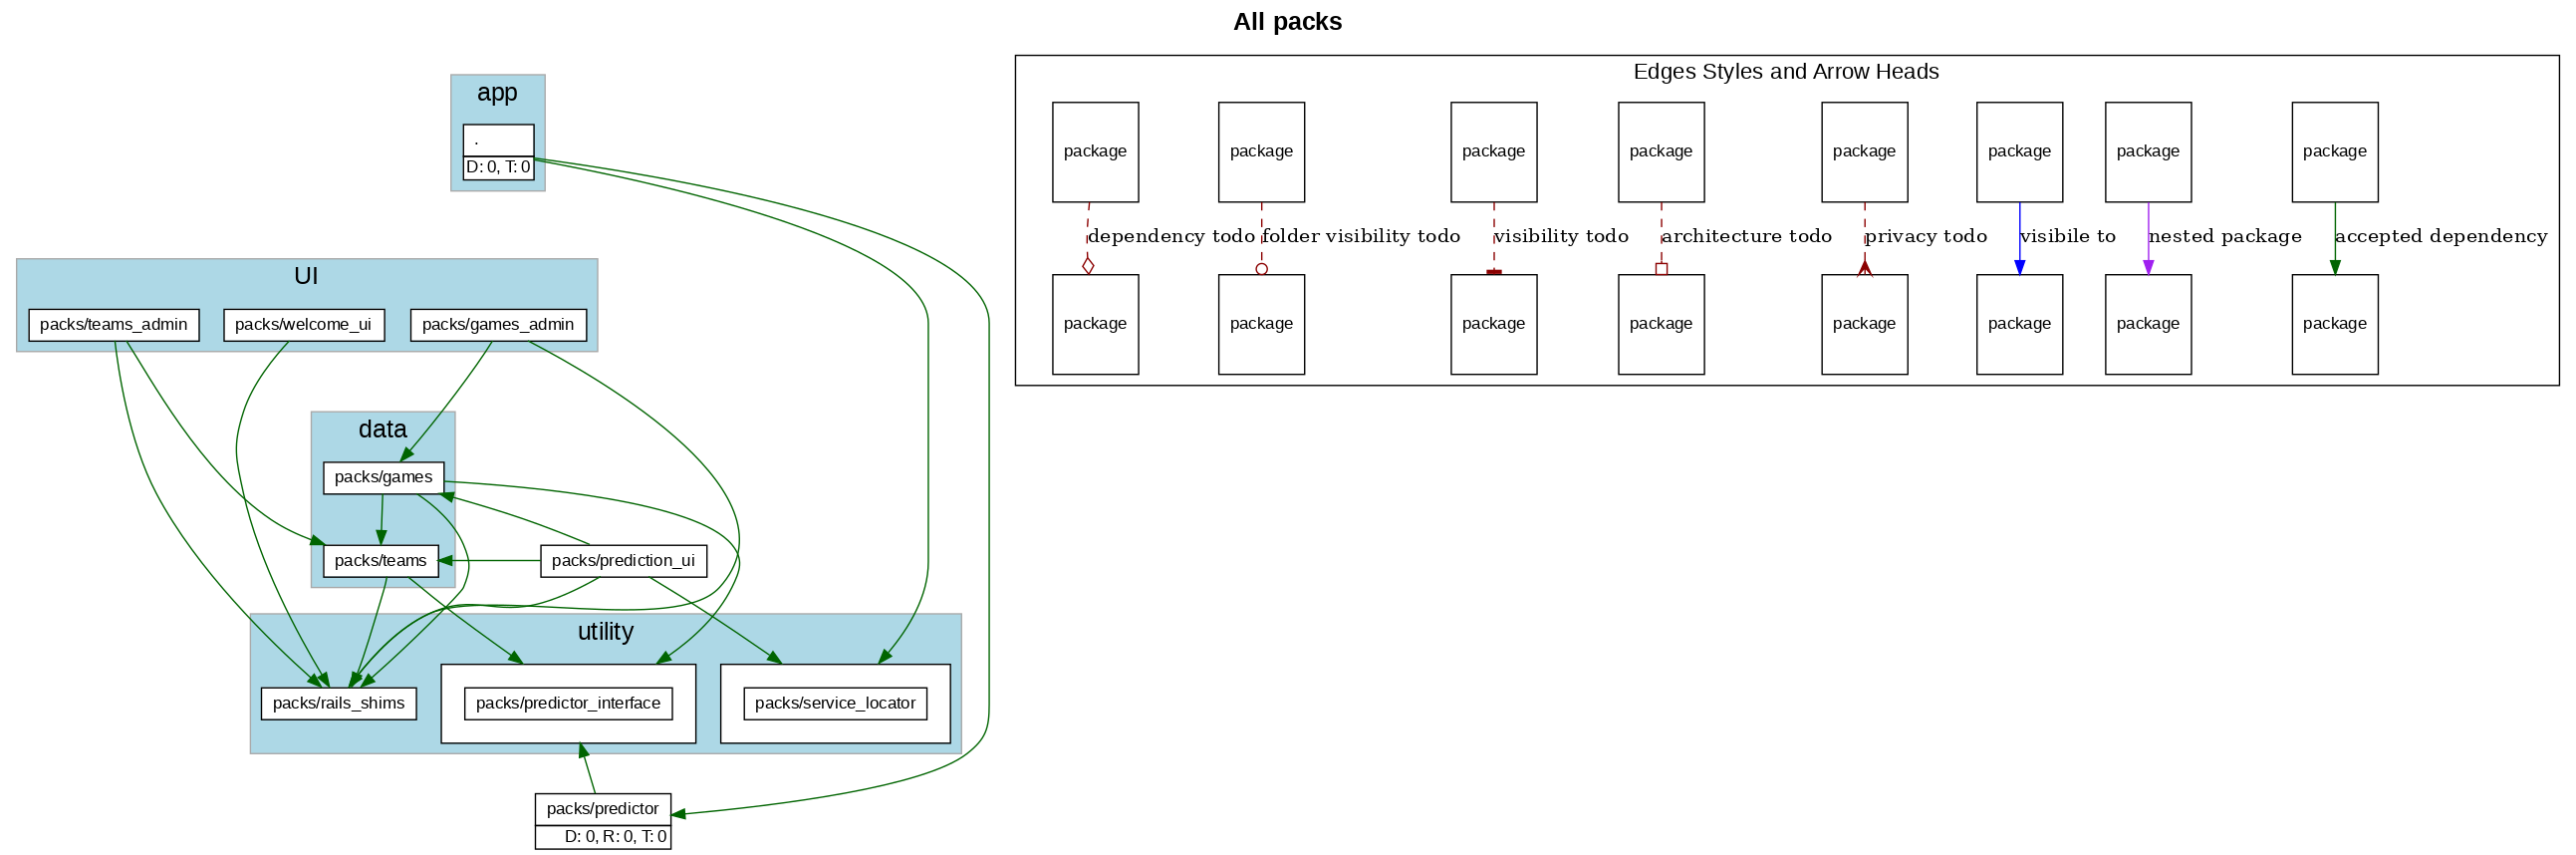 All packs
app
.
D: 0, T: 0
UI
packs/teams_admin
packs/welcome_ui
packs/games_admin
data
packs/games
packs/teams
packs/prediction_ui
utility
packs/rails_shims
packs/predictor_interface
packs/service_locator
packs/predictor
D: 0, R: 0, T: 0
Edges Styles and Arrow Heads
package
package
package
package
package
package
package
package
dependency todo
folder visibility todo
visibility todo
architecture todo
privacy todo
visibile to
nested package
accepted dependency
package
package
package
package
package
package
package
package